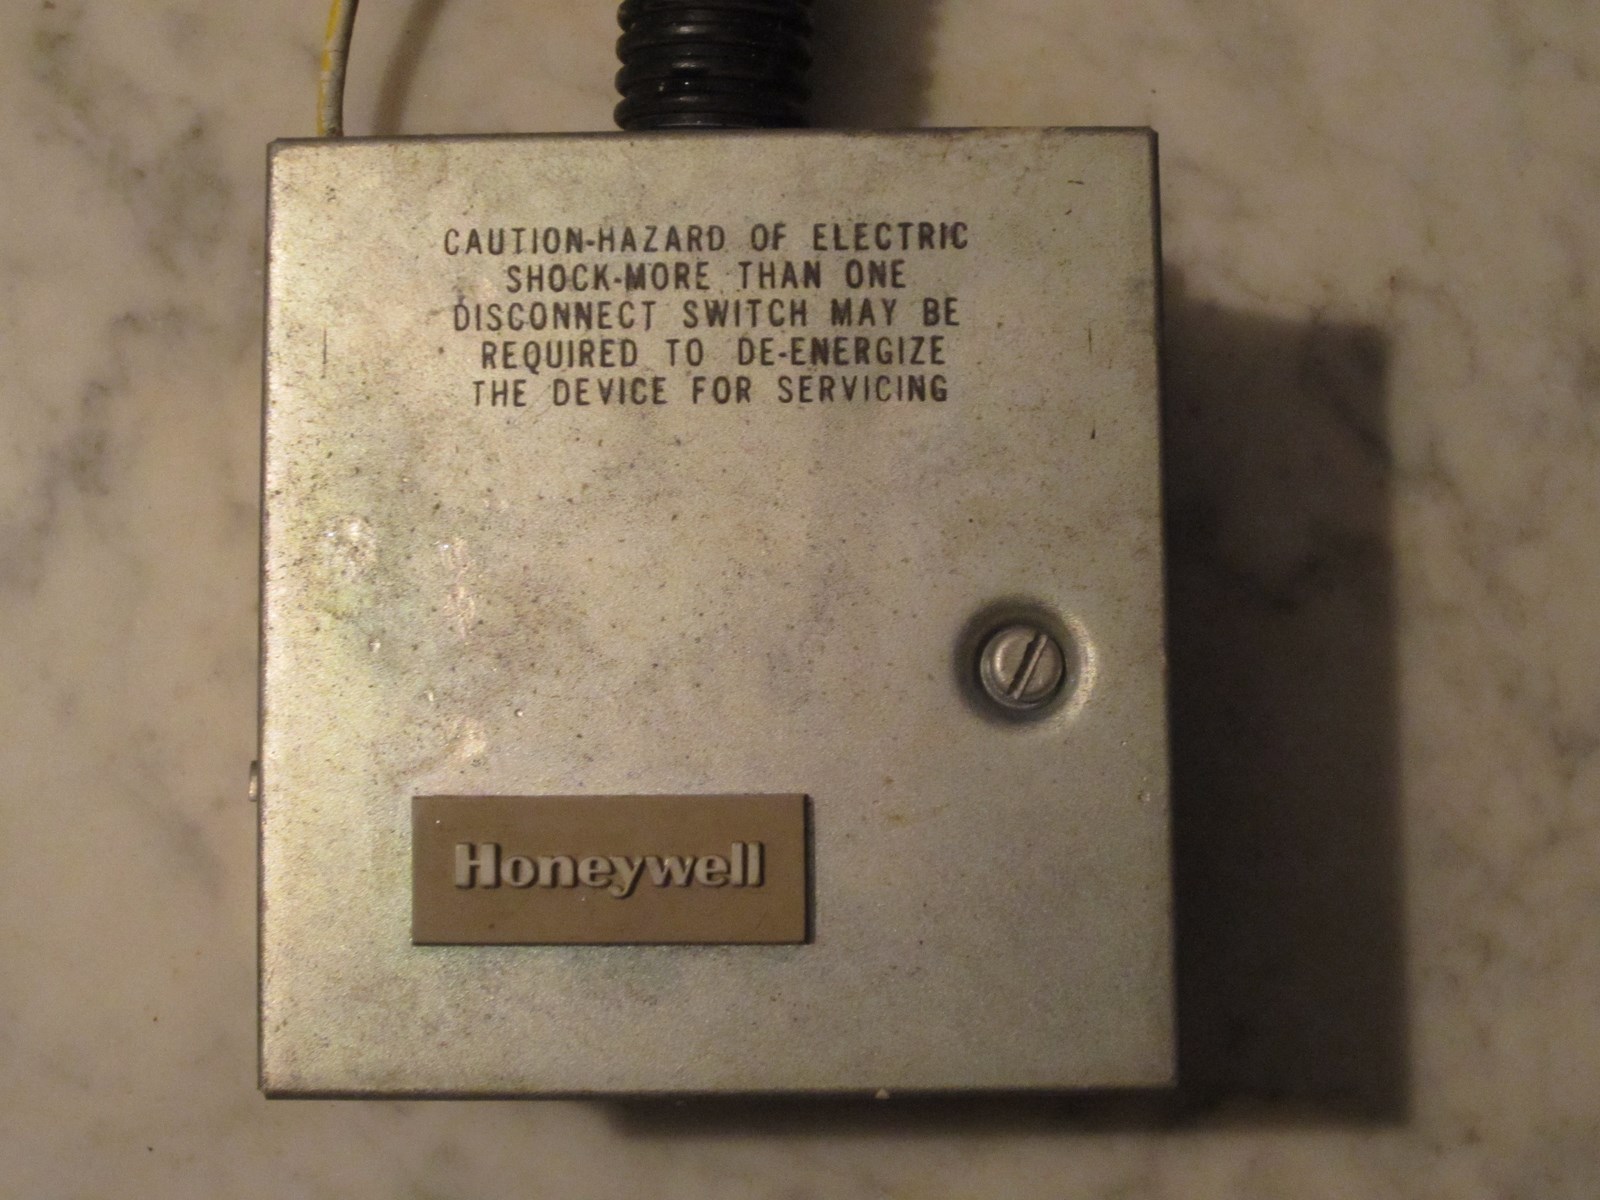 CAUTION-HAZARD OF ELECTRIC
SHOCK-MORE THAN ONE
DISCONNECT SWITCH MAY BE
REQUIRED TO DE-ENERGIZE
THE DEVICE FOR SERVICING
Honeywell